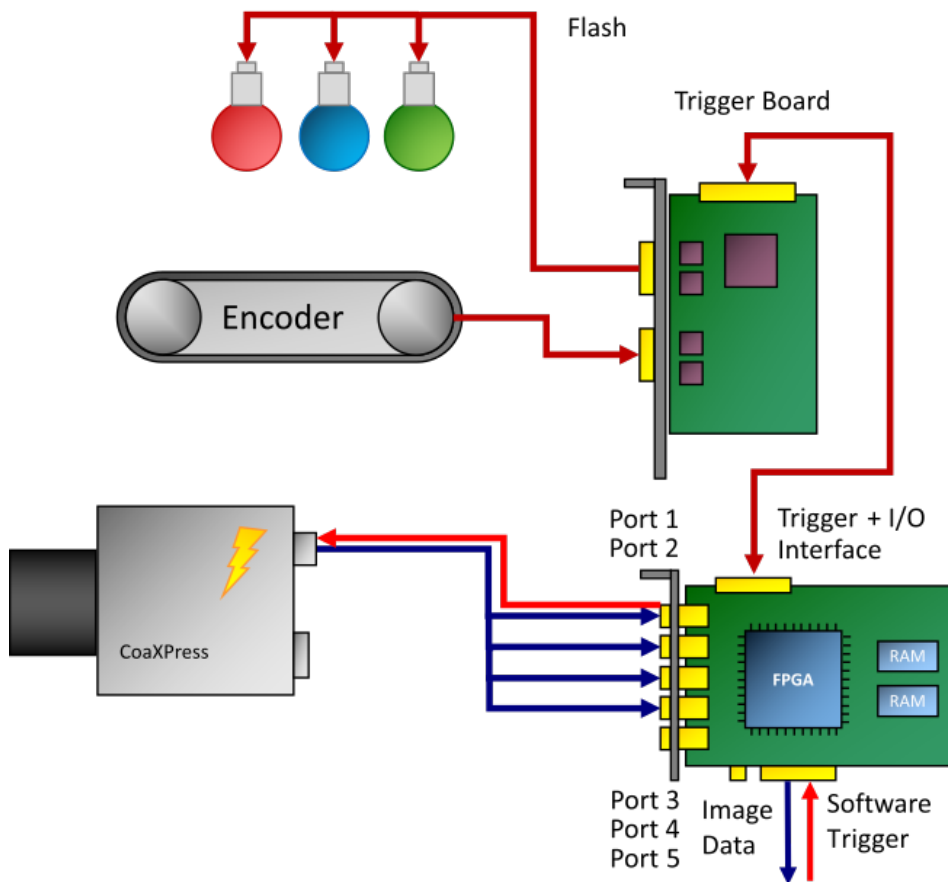 Flash
Trigger Board
Encoder
Port 1
Port 2
Trigger + I/O
Interface
CoaXPress
FPGA
RAM
RAM
Port 3
Port 4
Port 5
Image
Data
Software
Trigger